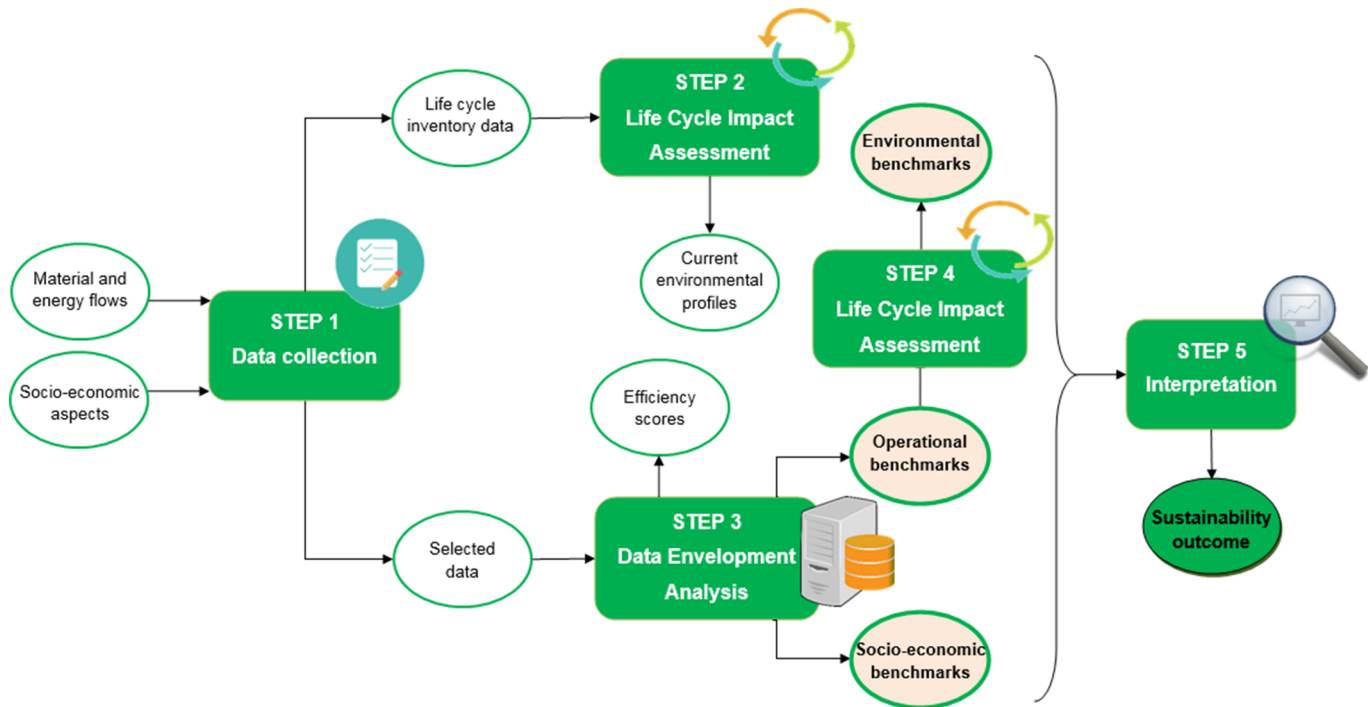 Material and
energy flows
Socio-economic
aspects
STEP 1
Data collection
Life cycle
inventory data
STEP 2
Life Cycle Impact
Assessment
Current
environmental
profiles
Selected
data
Efficiency
scores
STEP 3
Data Envelopment
Analysis
Operational
benchmarks
Socio-economic
benchmarks
STEP 4
Life Cycle Impact
Assessment
Environmental
benchmarks
STEP 5
Interpretation
Sustainability
outcome